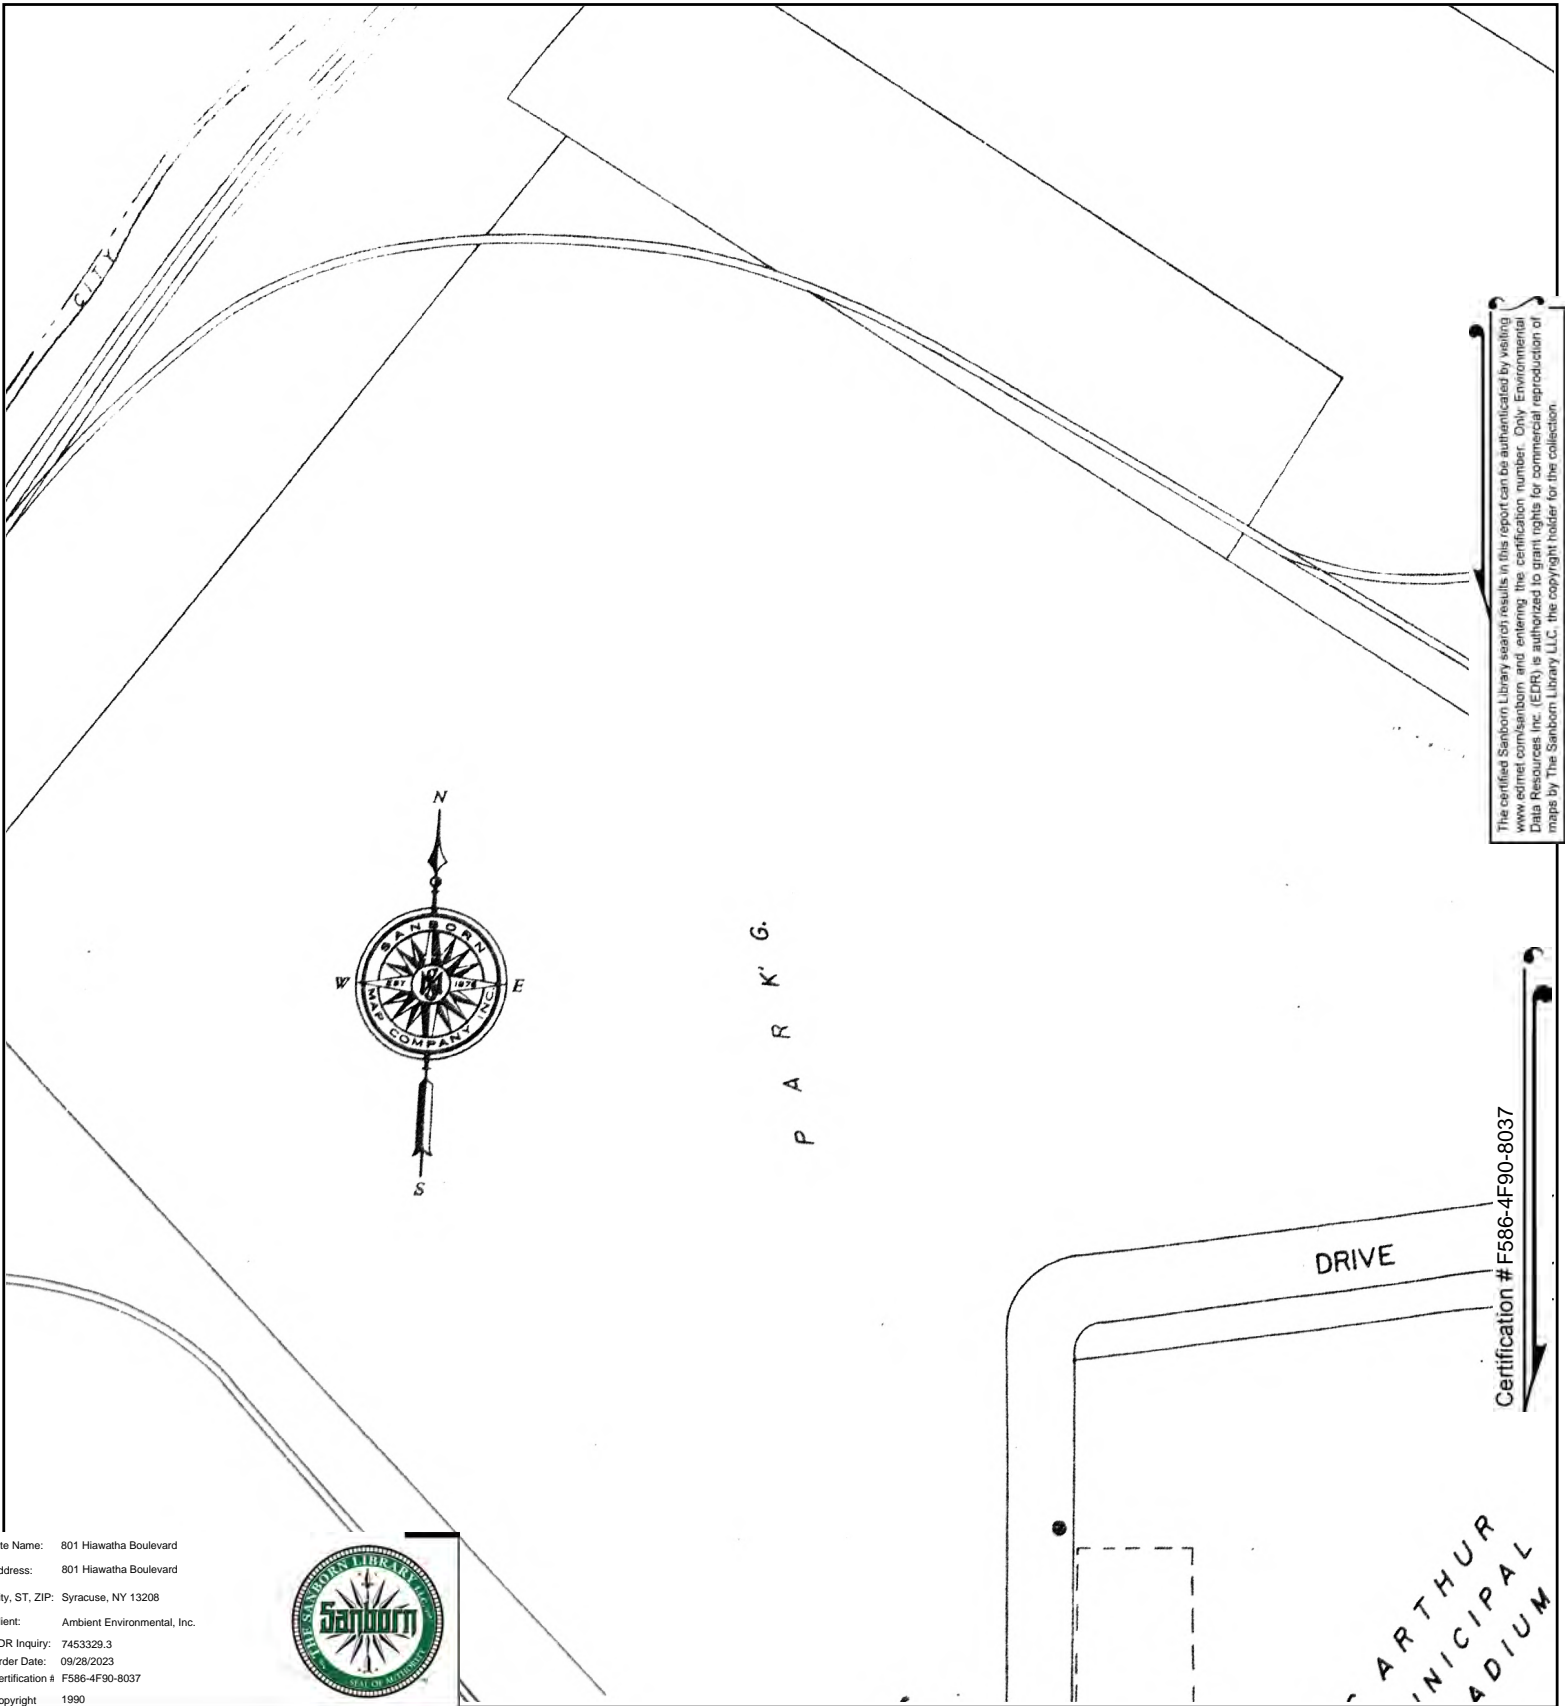 CITY
The certified Sanborn Library search results in this report can be authenticated by visiting
www.edrnet.com/sanborn and entering the certification number. Only Environmental
Data Resources Inc. (EDR) is authorized to grant rights for commercial reproduction of
maps by The Sanborn Library LLC, the copyright holder for the collection.
N
W
E
S
SANBORN
EST
MAP COMPANY INC.
P A R K' G.
Certification # F586-4F90-8037
DRIVE
ARTHUR
NICIPAL
ADIUM
te Name: 801 Hiawatha Boulevard
ddress: 801 Hiawatha Boulevard
ity, ST, ZIP: Syracuse, NY 13208
ient: Ambient Environmental, Inc.
DR Inquiry: 7453329.3
rder Date: 09/28/2023
ertification # F586-4F90-8037
opyright 1990
THE SANBORN LIBRARY LLC
Sanborn
SEAL OF AUTHORITY